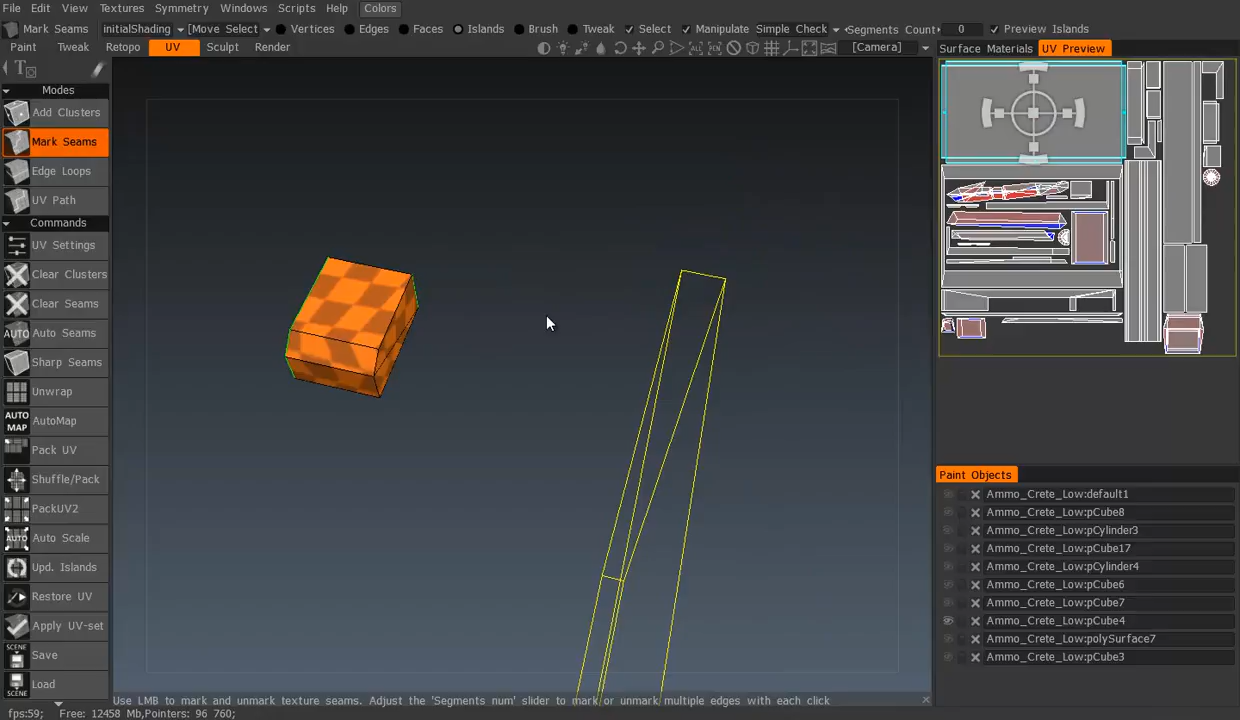 File Edit View Textures Symmetry Windows Scripts Help Colors
Mark Seams initialShading [Move Select] Vertices Edges Faces Islands Brush Tweak Select Manipulate Simple Check Segments Count 0 Preview Islands
Paint Tweak Retopo UV Sculpt Render [Camera] Surface Materials UV Preview
Modes
Add Clusters
Mark Seams
Edge Loops
UV Path
Commands
UV Settings
Clear Clusters
Clear Seams
AUTO Auto Seams
Sharp Seams
Unwrap
AUTO MAP AutoMap
Pack UV
Shuffle/Pack
PackUV2
AUTO Auto Scale
Upd. Islands
Restore UV
Apply UV-set
SCENE Save
SCENE Load
Paint Objects
Ammo_Crete_Low:default1
Ammo_Crete_Low:pCube8
Ammo_Crete_Low:pCylinder3
Ammo_Crete_Low:pCube17
Ammo_Crete_Low:pCylinder4
Ammo_Crete_Low:pCube6
Ammo_Crete_Low:pCube7
Ammo_Crete_Low:pCube4
Ammo_Crete_Low:polySurface7
Ammo_Crete_Low:pCube3
Use LMB to mark and unmark texture seams. Adjust the 'Segments num' slider to mark or unmark multiple edges with each click
fps:59; Free: 12458 Mb,Pointers: 96 760;